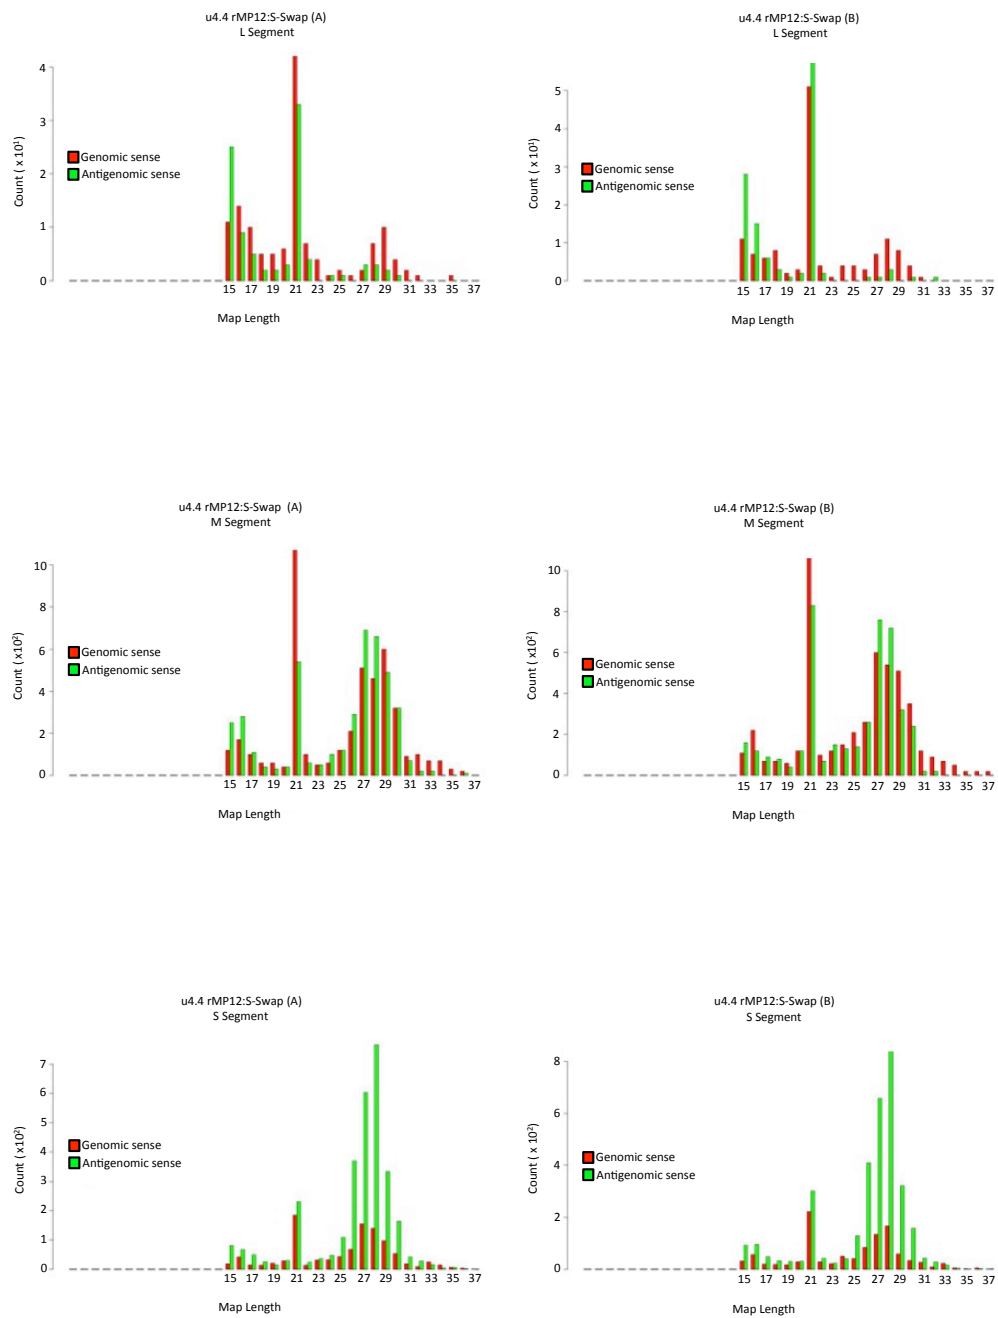 u4.4 rMP12:S-Swap (A)
L Segment
4
3
2
1
0
Count ( x 10¹)
Genomic sense
Antigenomic sense
15 17 19 21 23 25 27 29 31 33 35 37
Map Length
u4.4 rMP12:S-Swap (B)
L Segment
5
4
3
2
1
0
Count ( x 10¹)
Genomic sense
Antigenomic sense
15 17 19 21 23 25 27 29 31 33 35 37
Map Length
u4.4 rMP12:S-Swap (A)
M Segment
10
8
6
4
2
0
Count ( x10²)
Genomic sense
Antigenomic sense
15 17 19 21 23 25 27 29 31 33 35 37
Map Length
u4.4 rMP12:S-Swap (B)
M Segment
10
8
6
4
2
0
Count ( x10²)
Genomic sense
Antigenomic sense
15 17 19 21 23 25 27 29 31 33 35 37
Map Length
u4.4 rMP12:S-Swap (A)
S Segment
7
6
5
4
3
2
1
0
Count ( x10²)
Genomic sense
Antigenomic sense
15 17 19 21 23 25 27 29 31 33 35 37
Map Length
u4.4 rMP12:S-Swap (B)
S Segment
8
6
4
2
0
Count ( x 10²)
Genomic sense
Antigenomic sense
15 17 19 21 23 25 27 29 31 33 35 37
Map Length